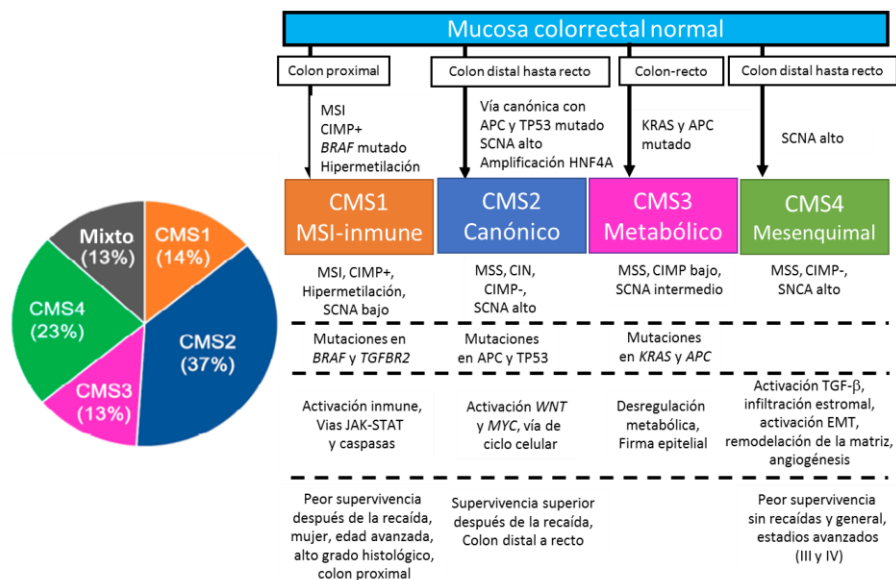 Mucosa colorrectal normal
Colon proximal
Colon distal hasta recto
Colon-recto
Colon distal hasta recto
MSI
CIMP+
BRAF mutado
Hipermetilación
Vía canónica con
APC y TP53 mutado
SCNA alto
Amplificación HNF4A
KRAS y APC
mutado
SCNA alto
CMS1
MSI-inmune
CMS2
Canónico
CMS3
Metabólico
CMS4
Mesenquimal
Mixto
(13%)
CMS1
(14%)
CMS2
(37%)
CMS3
(13%)
CMS4
(23%)
MSI, CIMP+,
Hipermetilación,
SCNA bajo
MSS, CIN,
CIMP-,
SCNA alto
MSS, CIMP bajo,
SCNA intermedio
MSS, CIMP-,
SNCA alto
Mutaciones en
BRAF y TGFBR2
Mutaciones
en APC y TP53
Mutaciones
en KRAS y APC
Activación inmune,
Vias JAK-STAT
y caspasas
Activación WNT
y MYC, vía de
ciclo celular
Desregulación
metabólica,
Firma epitelial
Activación TGF-β,
infiltración estromal,
activación EMT,
remodelación de la matriz,
angiogénesis
Peor supervivencia
después de la recaída,
mujer, edad avanzada,
alto grado histológico,
colon proximal
Supervivencia superior
después de la recaída,
Colon distal a recto
Peor supervivencia
sin recaídas y general,
estadios avanzados
(III y IV)